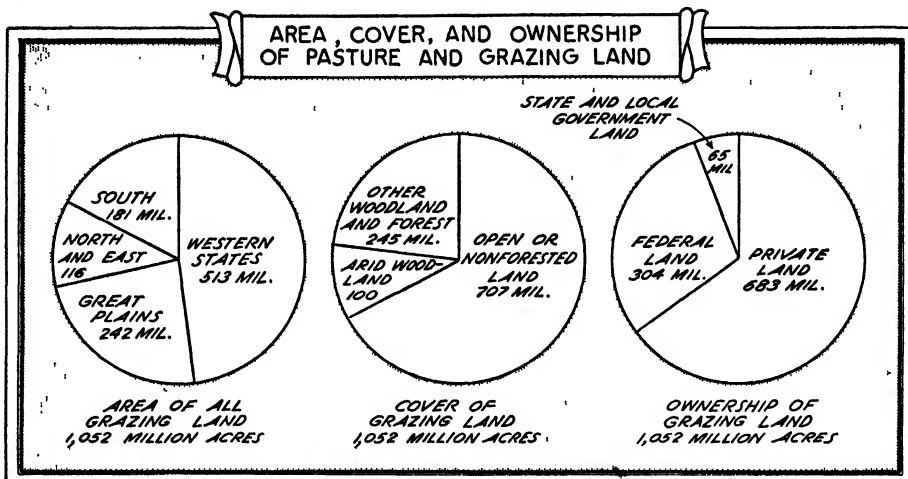 AREA, COVER, AND OWNERSHIP
OF PASTURE AND GRAZING LAND
SOUTH
181 MIL.
NORTH
AND EAST
116
GREAT
PLAINS
242 MIL.
WESTERN
STATES
513 MIL.
AREA OF ALL
GRAZING LAND
1,052 MILLION ACRES
OTHER
WOODLAND
AND FOREST
245 MIL.
ARID WOOD-
LAND
100
OPEN OR
NONFORESTED
LAND
707 MIL.
COVER OF
GRAZING LAND
1,052 MILLION ACRES
STATE AND LOCAL
GOVERNMENT
LAND
65
MIL
FEDERAL
LAND
304 MIL.
PRIVATE
LAND
683 MIL.
OWNERSHIP OF
GRAZING LAND
1,052 MILLION ACRES